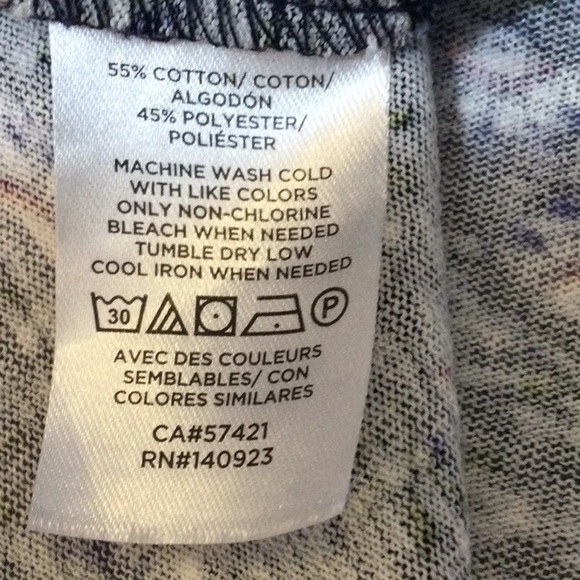 55% COTTON/ COTON/
ALGODÓN
45% POLYESTER/
POLIÉSTER
MACHINE WASH COLD
WITH LIKE COLORS
ONLY NON-CHLORINE
BLEACH WHEN NEEDED
TUMBLE DRY LOW
COOL IRON WHEN NEEDED
30 P
AVEC DES COULEURS
SEMBLABLES/ CON
COLORES SIMILARES
CA#57421
RN#140923